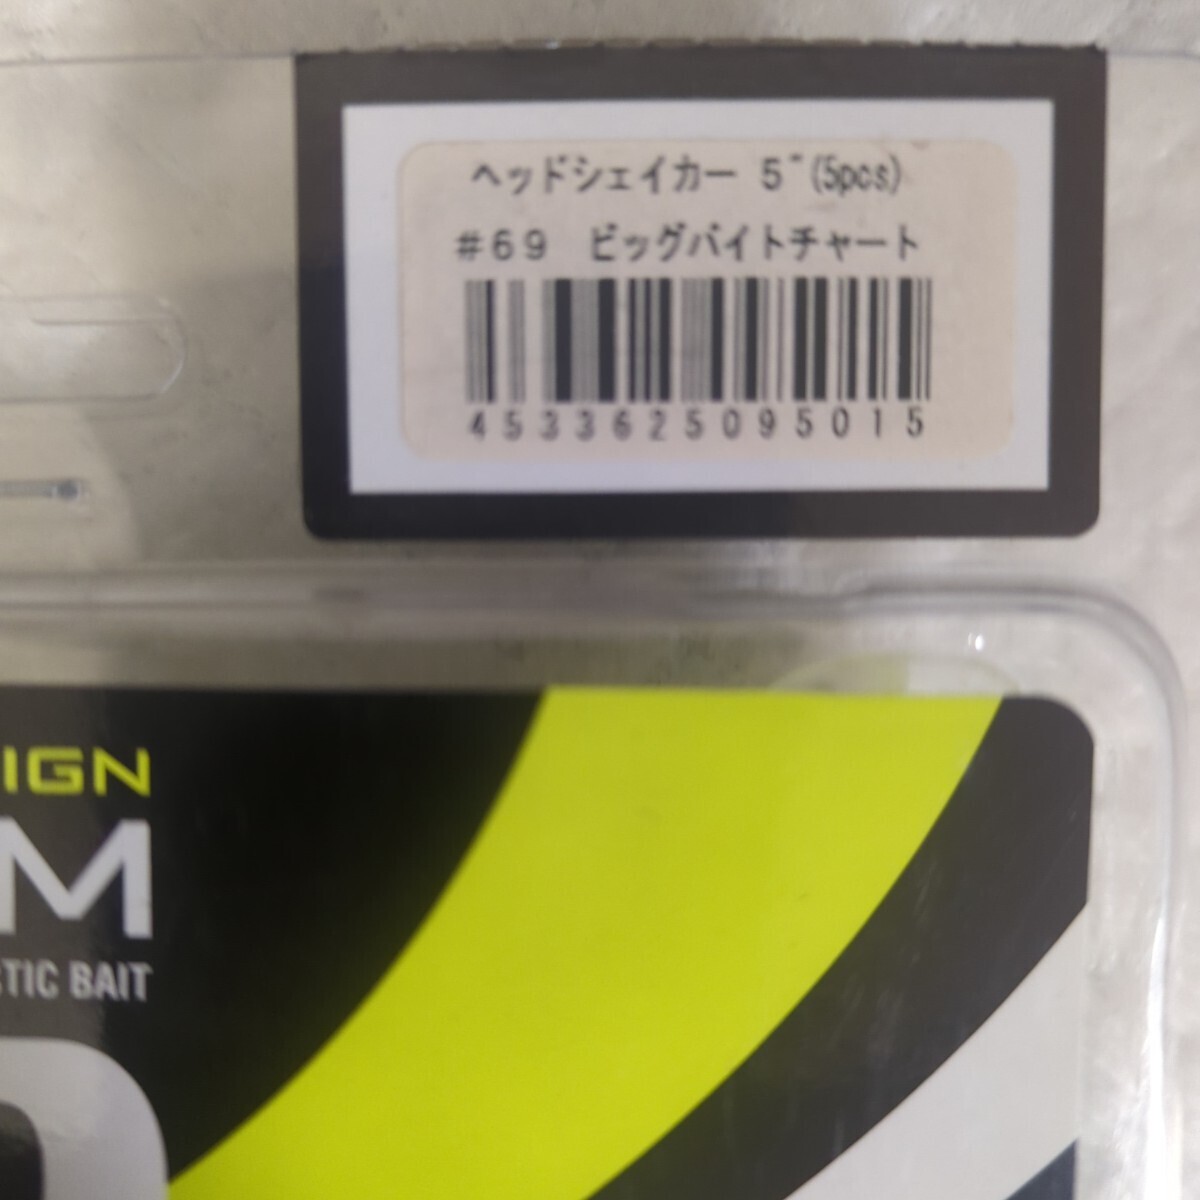 ヘッドシェイカー 5"(5pcs)
#69 ビッグバイトチャート
4533625095015
IGN
M
TIC BAIT